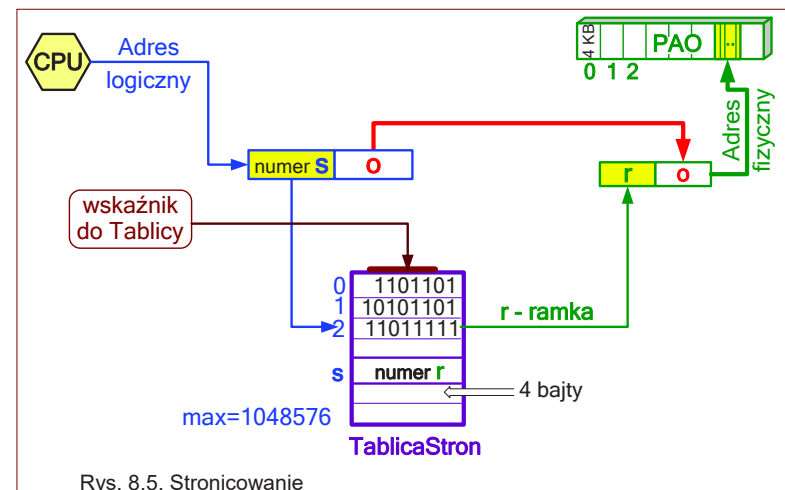 CPU
Adres
logiczny
4 KB
PAO
..
0 1 2
numer s
o
r
o
Adres
fizyczny
wskaźnik
do Tablicy
0
1101101
1
10101101
2
11011111
r - ramka
s
numer r
4 bajty
max=1048576
TablicaStron
Rys. 8.5. Stronicowanie